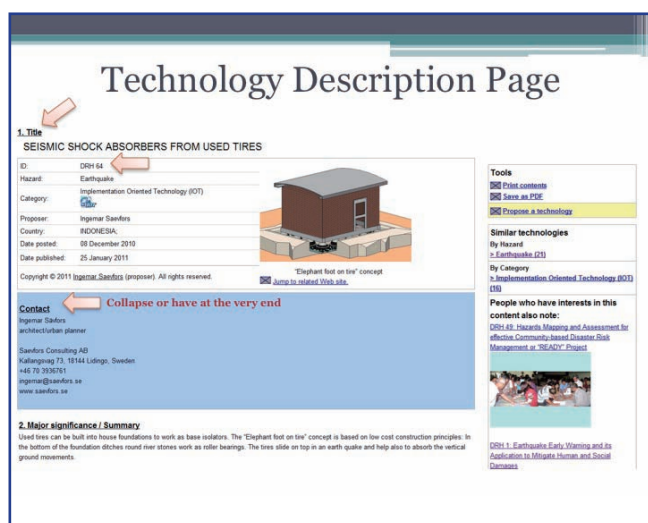 Technology Description Page
1. Title
SEISMIC SHOCK ABSORBERS FROM USED TIRES
ID: DRH 64
Hazard: Earthquake
Category: Implementation Oriented Technology (IOT)
Proposer: Ingemar Saevfors
Country: INDONESIA;
Date posted: 08 December 2010
Date published: 25 January 2011
Copyright © 2011 Ingemar Saevfors (proposer). All rights reserved.
"Elephant foot on tire" concept
Jump to related Web site.
Contact
Collapse or have at the very end
Ingemar Sävfors
architect/urban planner
Saevfors Consulting AB
Kallangsvag 73, 18144 Lidingo, Sweden
+46 70 3936761
ingemar@saevfors.se
www.saevfors.se
2. Major significance / Summary
Used tires can be built into house foundations to work as base isolators. The "Elephant foot on tire" concept is based on low cost construction principles: In
the bottom of the foundation ditches round river stones work as roller bearings. The tires slide on top in an earth quake and help also to absorb the vertical
ground movements.
Tools
Print contents
Save as PDF
Propose a technology
Similar technologies
By Hazard
> Earthquake (21)
By Category
> Implementation Oriented Technology (IOT)
(16)
People who have interests in this
content also note:
DRH 49: Hazards Mapping and Assessment for
effective Community-based Disaster Risk
Management or "READY" Project
DRH 1: Earthquake Early Warning and its
Application to Mitigate Human and Social
Damages